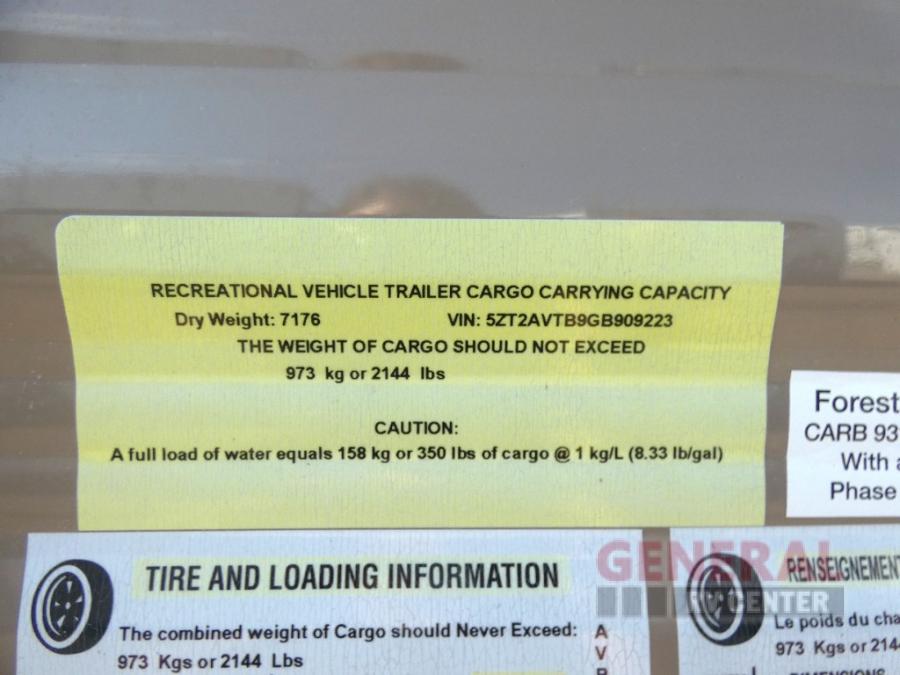 RECREATIONAL VEHICLE TRAILER CARGO CARRYING CAPACITY
Dry Weight: 7176 VIN: 5ZT2AVTB9GB909223
THE WEIGHT OF CARGO SHOULD NOT EXCEED
973 kg or 2144 lbs
CAUTION:
A full load of water equals 158 kg or 350 lbs of cargo @ 1 kg/L (8.33 lb/gal)
Forest
CARB 93
With a
Phase
TIRE AND LOADING INFORMATION
The combined weight of Cargo should Never Exceed:
973 Kgs or 2144 Lbs
A
V
GENERAL
RV CENTER
RENSEIGNEMENT
Le poids du cha
973 Kgs or 214
DIMENSIONS